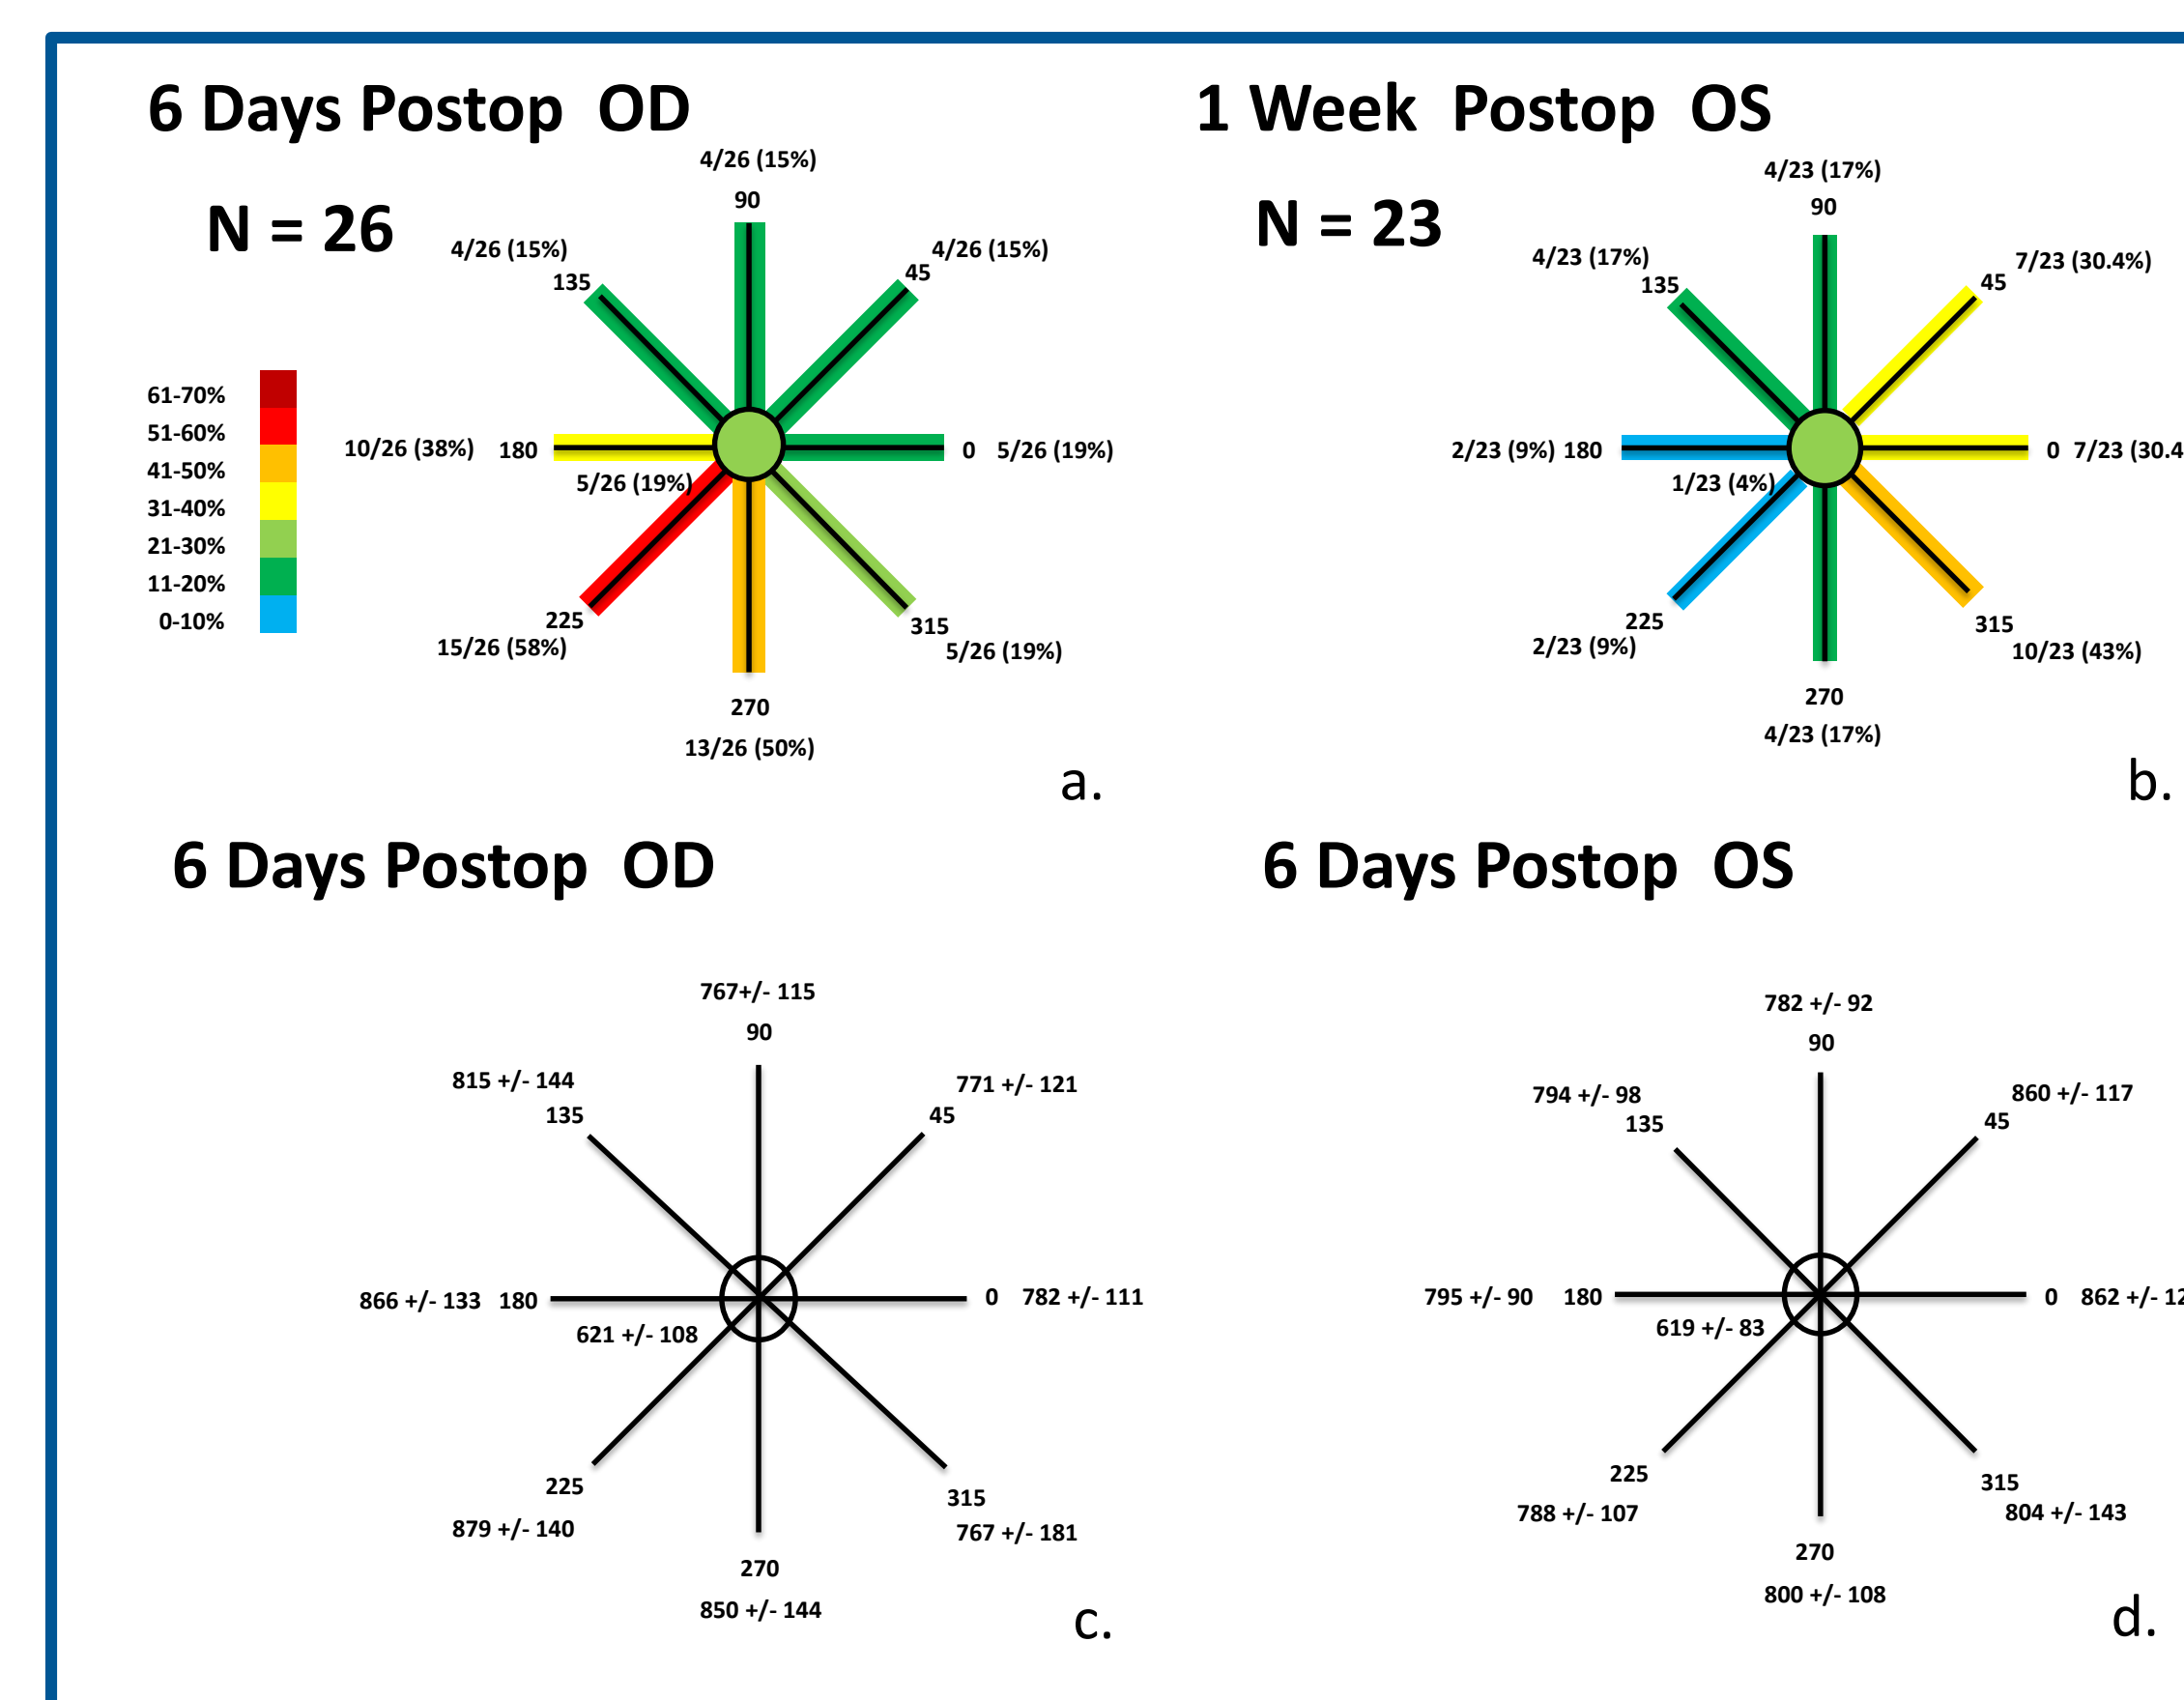 6 Days Postop OD
N = 26
4/26 (15%)
90
4/26 (15%)
135
4/26 (15%)
45
61-70%
51-60%
41-50%
31-40%
21-30%
11-20%
0-10%
10/26 (38%) 180
0 5/26 (19%)
5/26 (19%)
225
15/26 (58%)
315
5/26 (19%)
270
13/26 (50%)
a.
1 Week Postop OS
N = 23
4/23 (17%)
90
4/23 (17%)
135
7/23 (30.4%)
45
2/23 (9%) 180
0 7/23 (30.4
1/23 (4%)
225
2/23 (9%)
315
10/23 (43%)
270
4/23 (17%)
b.
6 Days Postop OD
767+/- 115
90
815 +/- 144
135
771 +/- 121
45
866 +/- 133 180
0 782 +/- 111
621 +/- 108
225
879 +/- 140
315
767 +/- 181
270
850 +/- 144
c.
6 Days Postop OS
782 +/- 92
90
794 +/- 98
135
860 +/- 117
45
795 +/- 90 180
0 862 +/- 12
619 +/- 83
225
788 +/- 107
315
804 +/- 143
270
800 +/- 108
d.